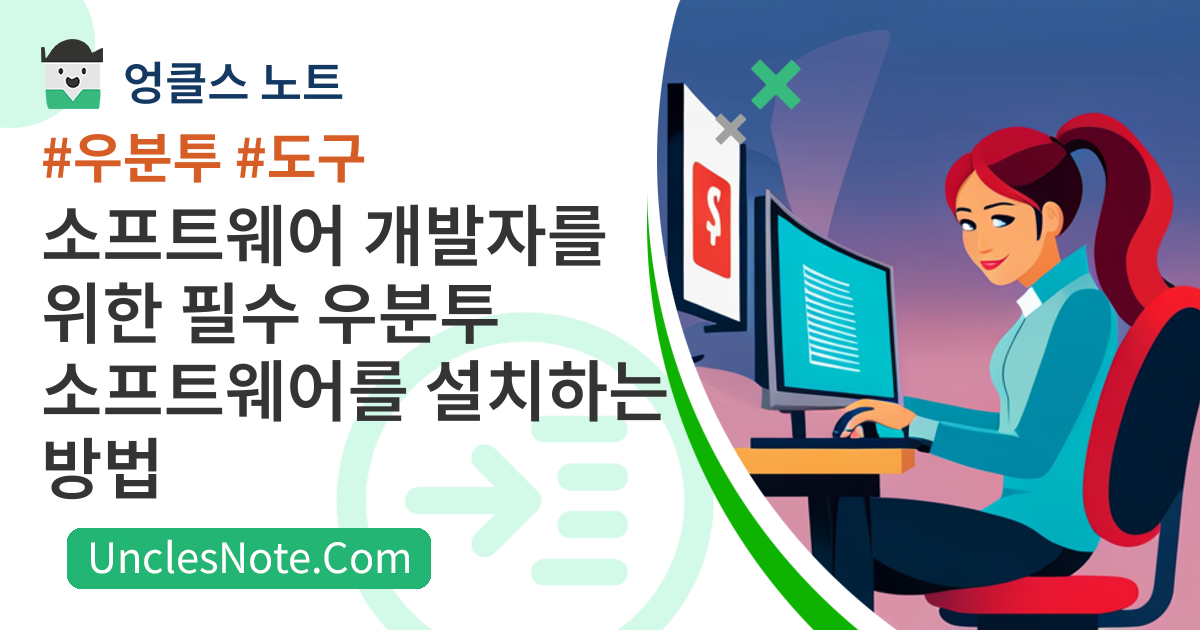 엉클스 노트
#우분투 #도구
소프트웨어 개발자를
위한 필수 우분투
소프트웨어를 설치하는
방법
UnclesNote.Com